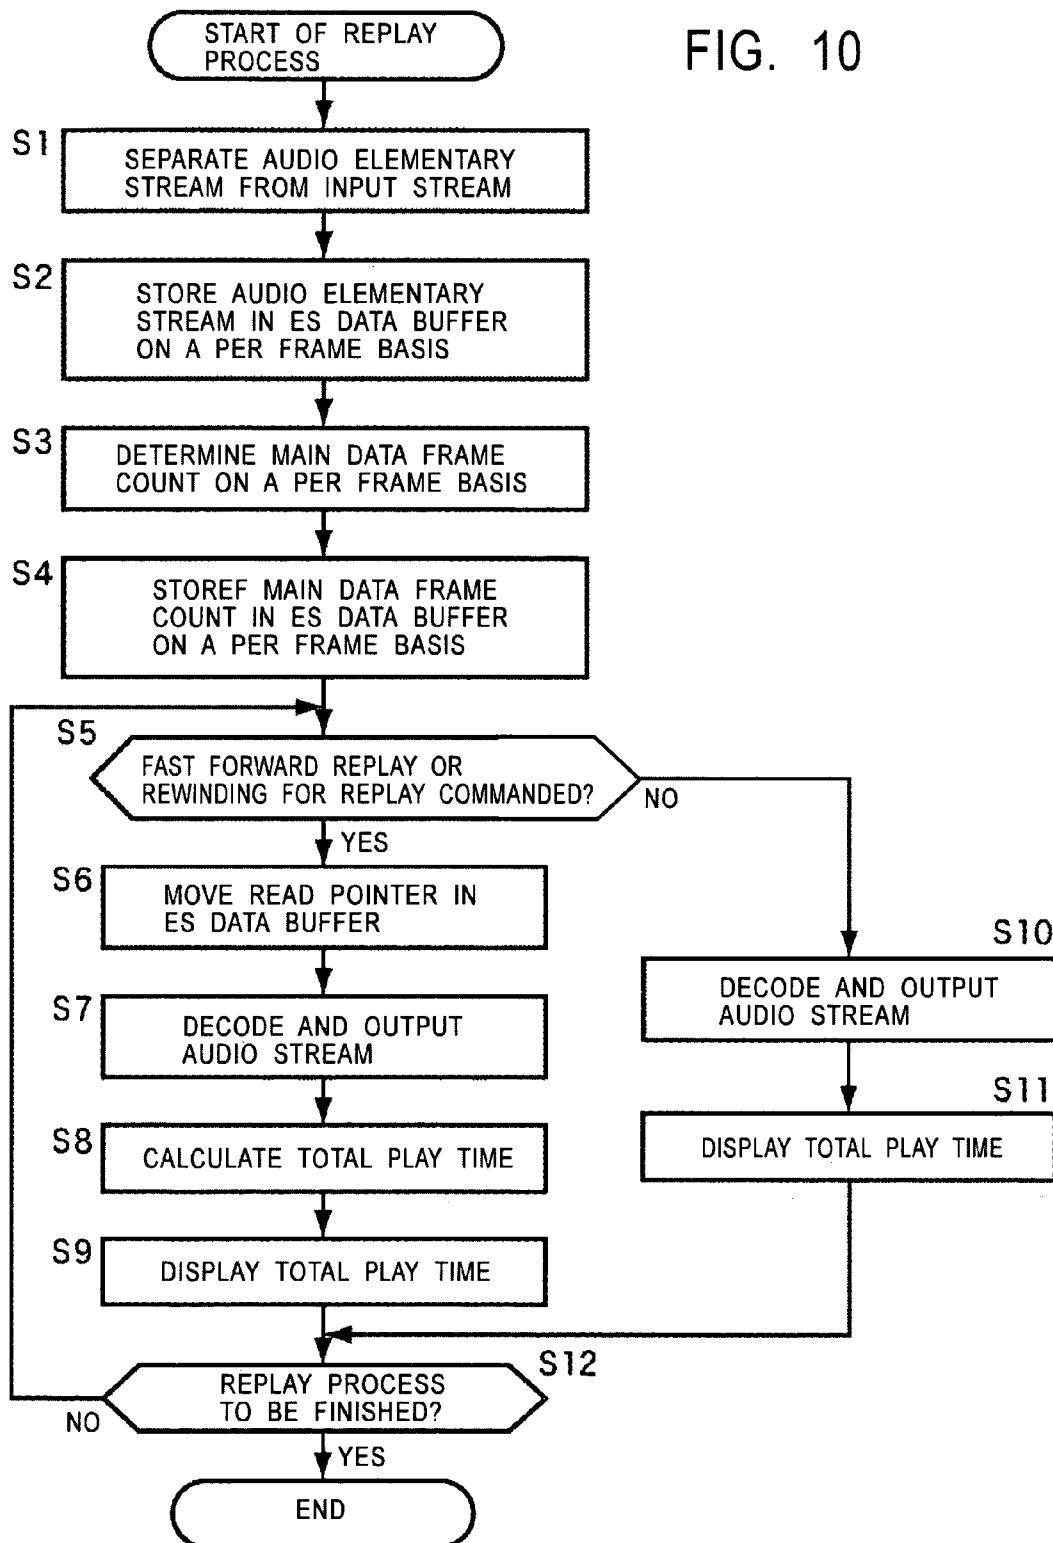 START OF REPLAY
PROCESS
FIG. 10
S1
SEPARATE AUDIO ELEMENTARY
STREAM FROM INPUT STREAM
S2
STORE AUDIO ELEMENTARY
STREAM IN ES DATA BUFFER
ON A PER FRAME BASIS
S3
DETERMINE MAIN DATA FRAME
COUNT ON A PER FRAME BASIS
S4
STOREF MAIN DATA FRAME
COUNT IN ES DATA BUFFER
ON A PER FRAME BASIS
S5
FAST FORWARD REPLAY OR
REWINDING FOR REPLAY COMMANDED?
NO
YES
S6
MOVE READ POINTER IN
ES DATA BUFFER
S7
DECODE AND OUTPUT
AUDIO STREAM
S8
CALCULATE TOTAL PLAY TIME
S9
DISPLAY TOTAL PLAY TIME
S10
DECODE AND OUTPUT
AUDIO STREAM
S11
DISPLAY TOTAL PLAY TIME
S12
REPLAY PROCESS
TO BE FINISHED?
NO
YES
END